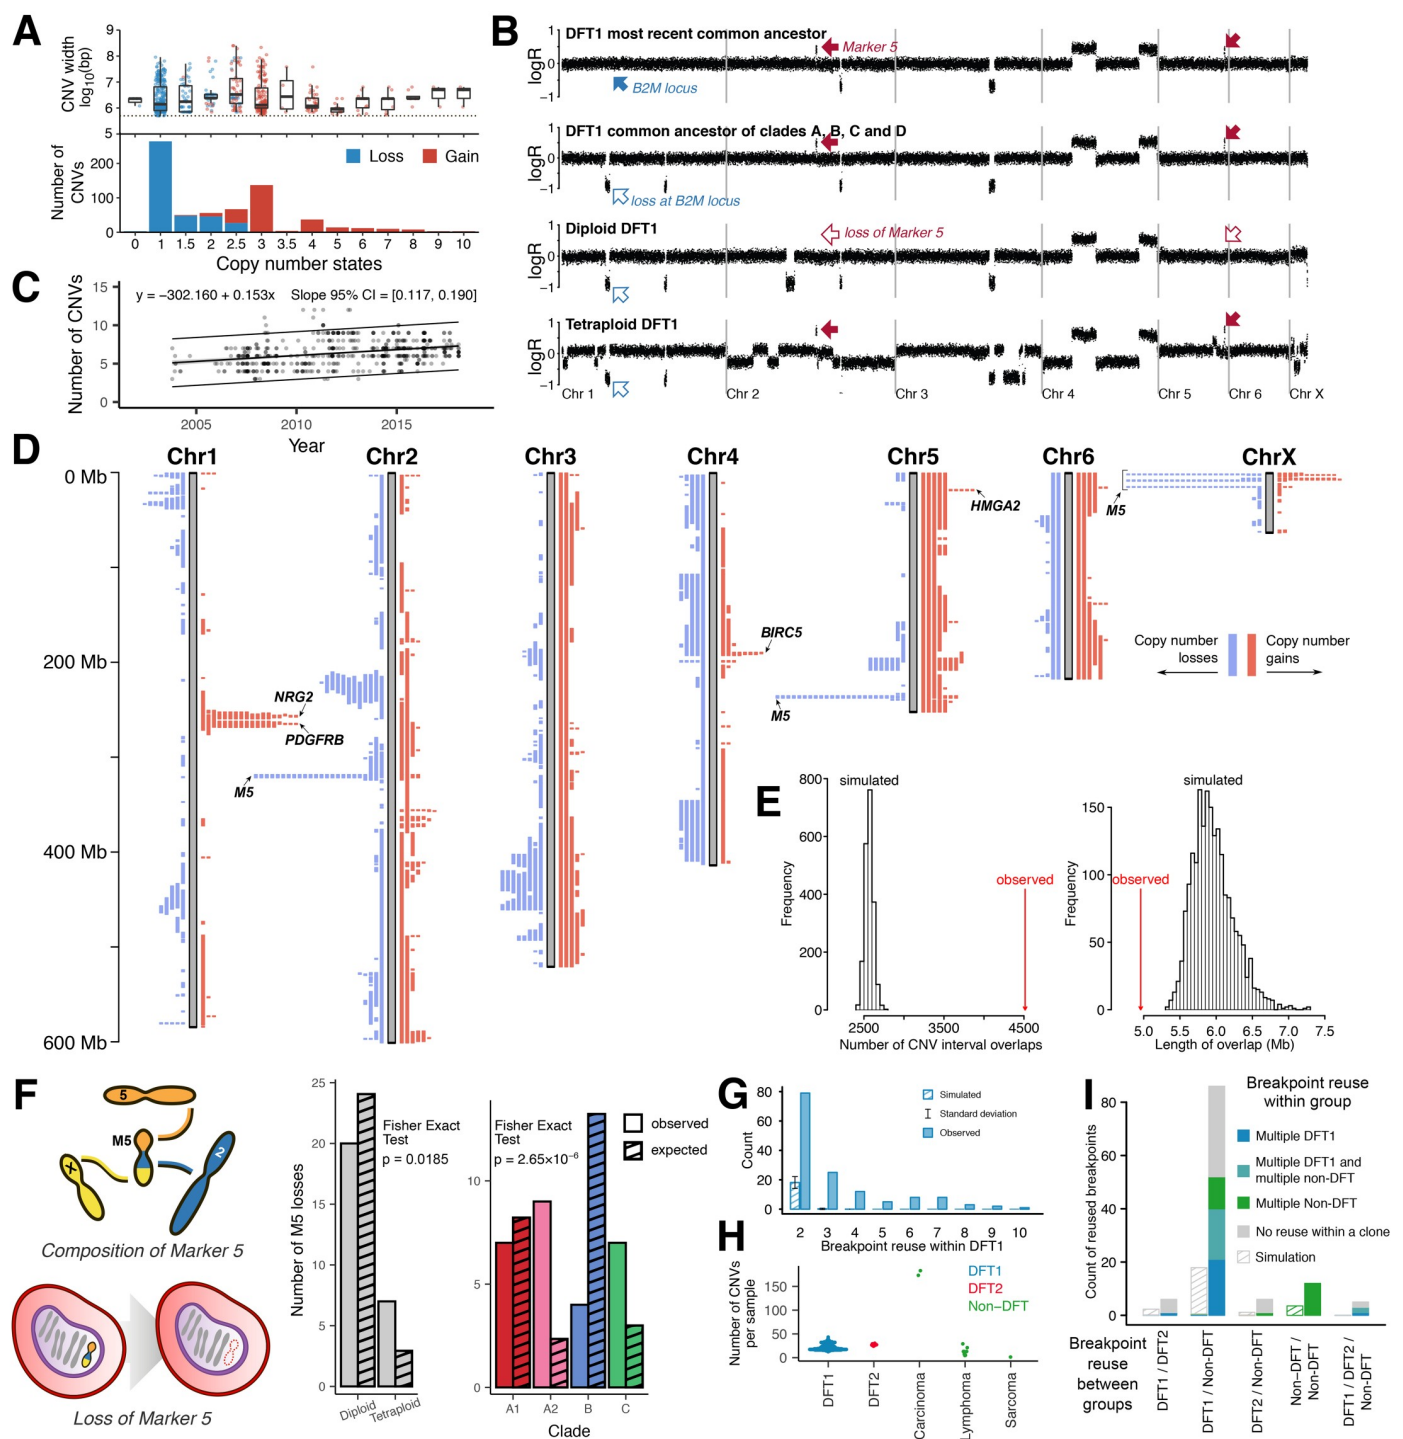 A
CNV width
log10(bp)
9
8
7
6
5
Number of
CNVs
200
100
0
Loss
Gain
0 1 1.5 2 2.5 3 3.5 4 5 6 7 8 9 10
Copy number states
B
DFT1 most recent common ancestor
logR
1
0
−1
Marker 5
B2M locus
DFT1 common ancestor of clades A, B, C and D
logR
1
0
−1
loss at B2M locus
Diploid DFT1
logR
1
0
−1
loss of Marker 5
Tetraploid DFT1
logR
1
0
−1
Chr 1 Chr 2 Chr 3 Chr 4 Chr 5 Chr 6 Chr X
C
y = −302.160 + 0.153x Slope 95% CI = [0.117, 0.190]
Number of CNVs
15
10
5
0
2005 2010 2015
Year
D
Chr1 Chr2 Chr3 Chr4 Chr5 Chr6 ChrX
0 Mb
200 Mb
400 Mb
600 Mb
NRG2
PDGFRB
M5
BIRC5
M5
HMGA2
M5
Copy number
losses
Copy number
gains
E
simulated
observed
Frequency
800
600
400
200
0
2500 3500 4500
Number of CNV interval overlaps
simulated
observed
Frequency
150
100
50
0
5.0 5.5 6.0 6.5 7.0 7.5
Length of overlap (Mb)
F
5
M5
X
2
Composition of Marker 5
Loss of Marker 5
Number of M5 losses
25
20
15
10
5
0
Fisher Exact
Test
p = 0.0185
Diploid Tetraploid
Fisher Exact
Test
p = 2.65×10−6
10
5
0
observed
expected
A1 A2 B C
Clade
G
Count
80
60
40
20
0
Simulated
Standard deviation
Observed
2 3 4 5 6 7 8 9 10
Breakpoint reuse within DFT1
H
Number of CNVs
per sample
150
100
50
0
DFT1
DFT2
Non−DFT
DFT1
DFT2
Carcinoma
Lymphoma
Sarcoma
I
Breakpoint reuse
within group
Count of reused breakpoints
80
60
40
20
0
Multiple DFT1
Multiple DFT1 and
multiple non−DFT
Multiple Non−DFT
No reuse within a clone
Simulation
Breakpoint
reuse
between
groups
DFT1 / DFT2
DFT1 / Non−DFT
DFT2 / Non−DFT
Non−DFT /
Non−DFT
DFT1 / DFT2 /
Non−DFT